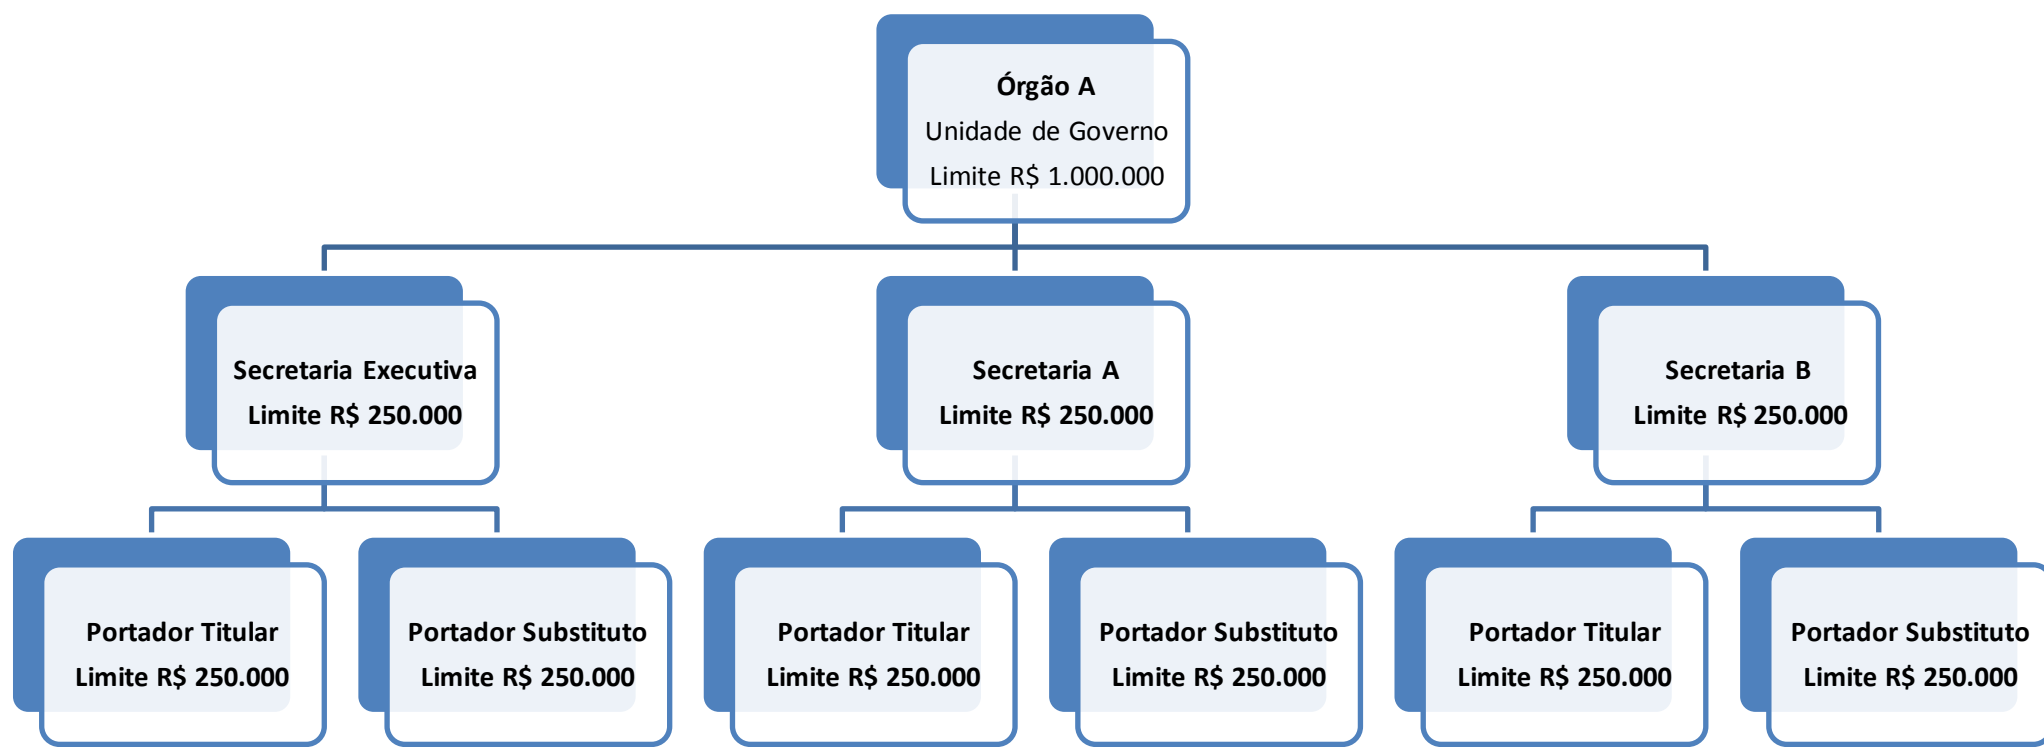 Órgão A
Unidade de Governo
Limite R$ 1.000.000
Secretaria Executiva
Limite R$ 250.000
Secretaria A
Limite R$ 250.000
Secretaria B
Limite R$ 250.000
Portador Titular
Limite R$ 250.000
Portador Substituto
Limite R$ 250.000
Portador Titular
Limite R$ 250.000
Portador Substituto
Limite R$ 250.000
Portador Titular
Limite R$ 250.000
Portador Substituto
Limite R$ 250.000